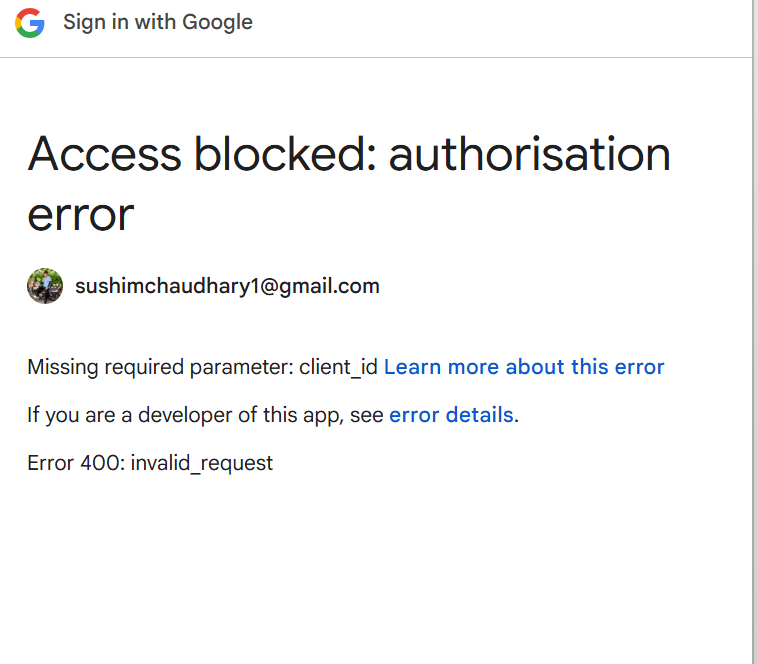 Sign in with Google
Access blocked: authorisation
error
sushimchaudhary1@gmail.com
Missing required parameter: client_id Learn more about this error
If you are a developer of this app, see error details.
Error 400: invalid_request